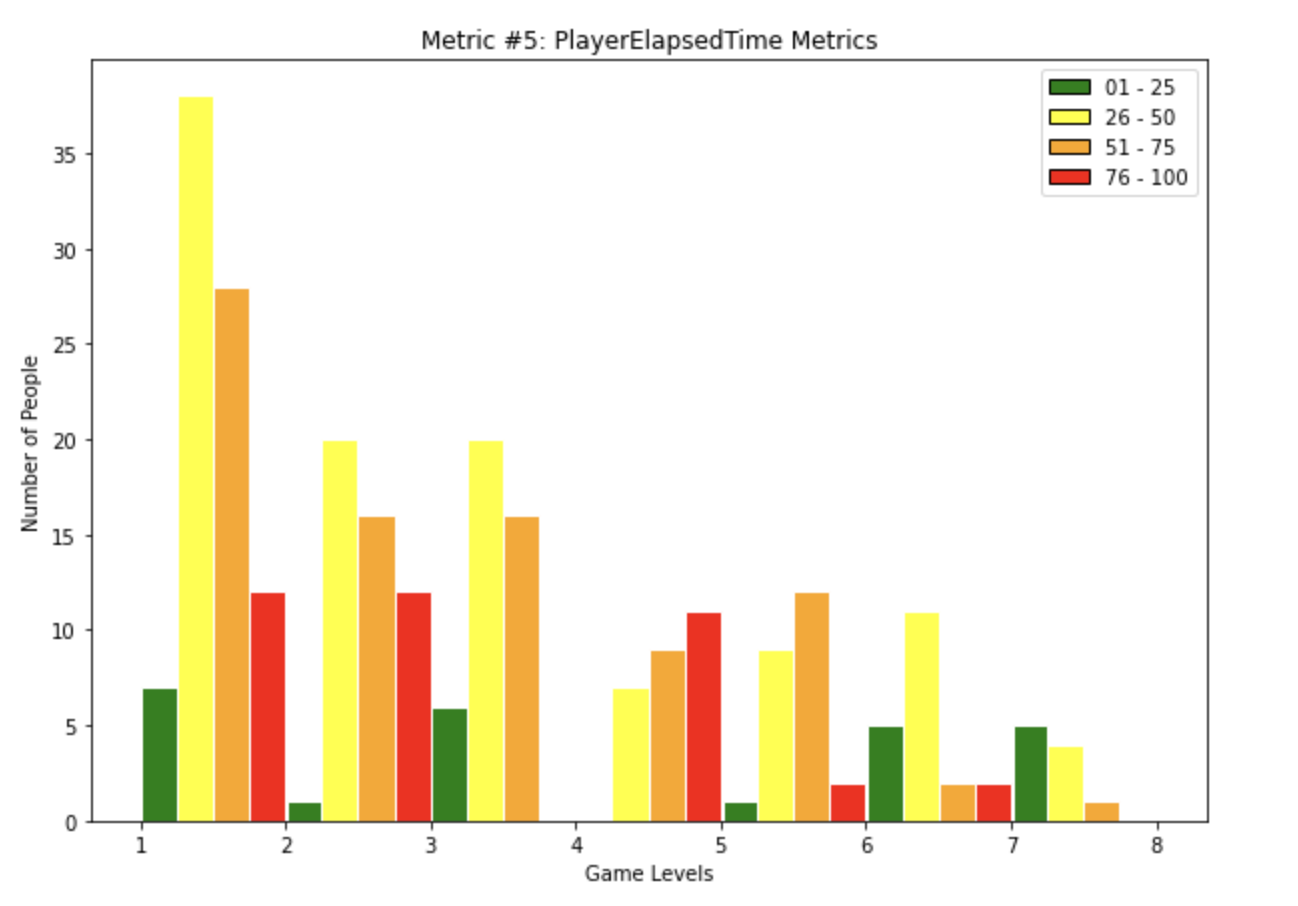 Metric #5: PlayerElapsedTime Metrics
01 - 25
26 - 50
51 - 75
76 - 100
Number of People
35
30
25
20
15
10
5
0
1 2 3 4 5 6 7 8
Game Levels